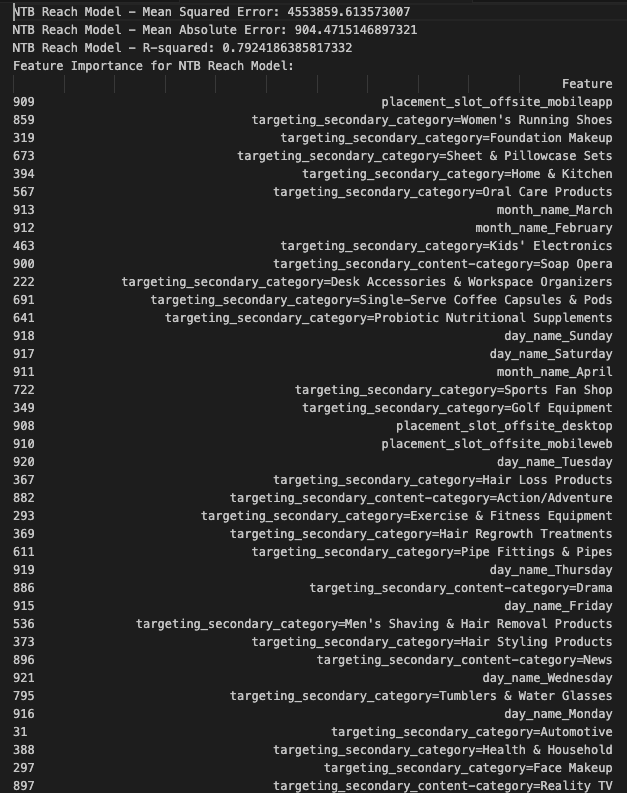 NTB Reach Model - Mean Squared Error: 4553859.613573007
NTB Reach Model - Mean Absolute Error: 904.4715146897321
NTB Reach Model - R-squared: 0.7924186385817332
Feature Importance for NTB Reach Model:
Feature
909 placement_slot_offsite_mobileapp
859 targeting_secondary_category=Women's Running Shoes
319 targeting_secondary_category=Foundation Makeup
673 targeting_secondary_category=Sheet & Pillowcase Sets
394 targeting_secondary_category=Home & Kitchen
567 targeting_secondary_category=Oral Care Products
913 month_name_March
912 month_name_February
463 targeting_secondary_category=Kids' Electronics
900 targeting_secondary_content-category=Soap Opera
222 targeting_secondary_category=Desk Accessories & Workspace Organizers
691 targeting_secondary_category=Single-Serve Coffee Capsules & Pods
641 targeting_secondary_category=Probiotic Nutritional Supplements
918 day_name_Sunday
917 day_name_Saturday
911 month_name_April
722 targeting_secondary_category=Sports Fan Shop
349 targeting_secondary_category=Golf Equipment
908 placement_slot_offsite_desktop
910 placement_slot_offsite_mobileweb
920 day_name_Tuesday
367 targeting_secondary_category=Hair Loss Products
882 targeting_secondary_content-category=Action/Adventure
293 targeting_secondary_category=Exercise & Fitness Equipment
369 targeting_secondary_category=Hair Regrowth Treatments
611 targeting_secondary_category=Pipe Fittings & Pipes
919 day_name_Thursday
886 targeting_secondary_content-category=Drama
915 day_name_Friday
536 targeting_secondary_category=Men's Shaving & Hair Removal Products
373 targeting_secondary_category=Hair Styling Products
896 targeting_secondary_content-category=News
921 day_name_Wednesday
795 targeting_secondary_category=Tumblers & Water Glasses
916 day_name_Monday
31 targeting_secondary_category=Automotive
388 targeting_secondary_category=Health & Household
297 targeting_secondary_category=Face Makeup
897 targeting_secondary_content-category=Reality TV